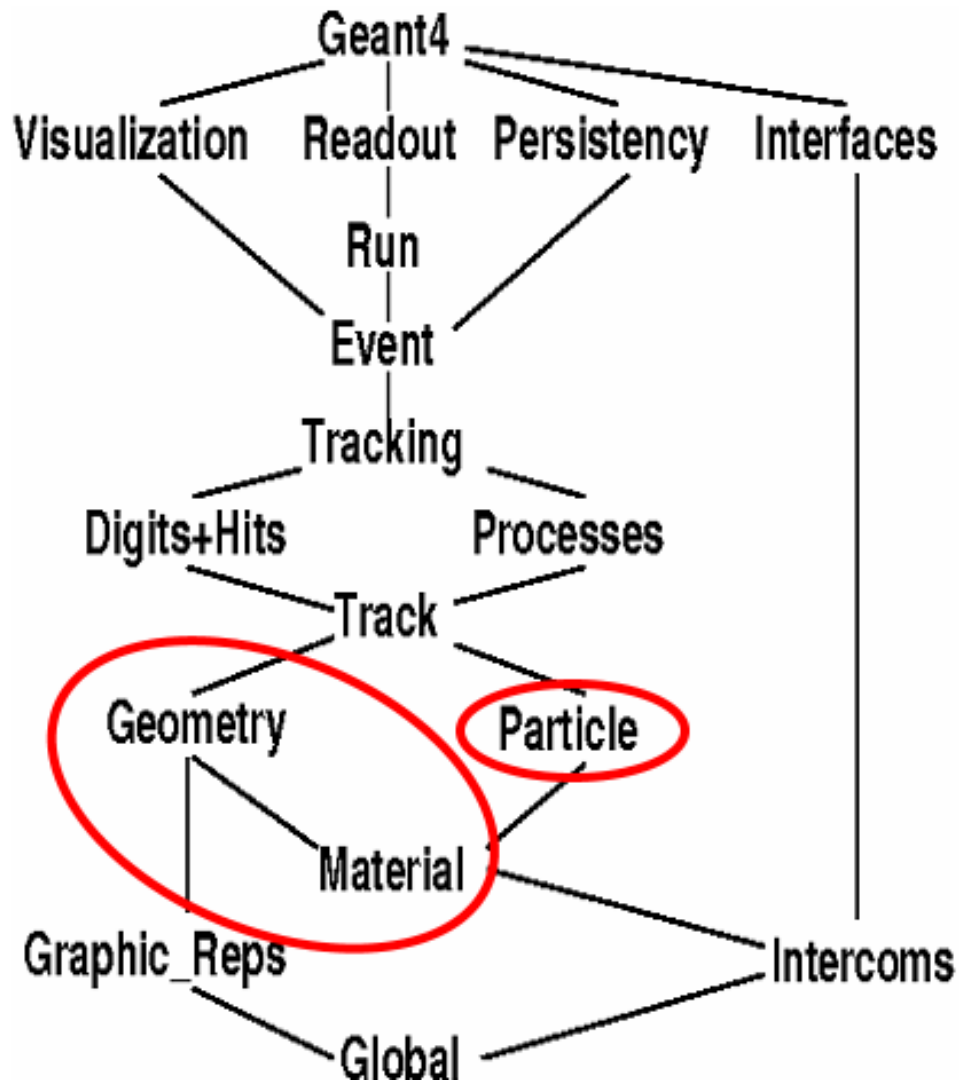 Geant4
Visualization Readout Persistency Interfaces
Run
Event
Tracking
Digits+Hits Processes
Track
Geometry Particle
Material
Graphic_Reps Intercoms
Global